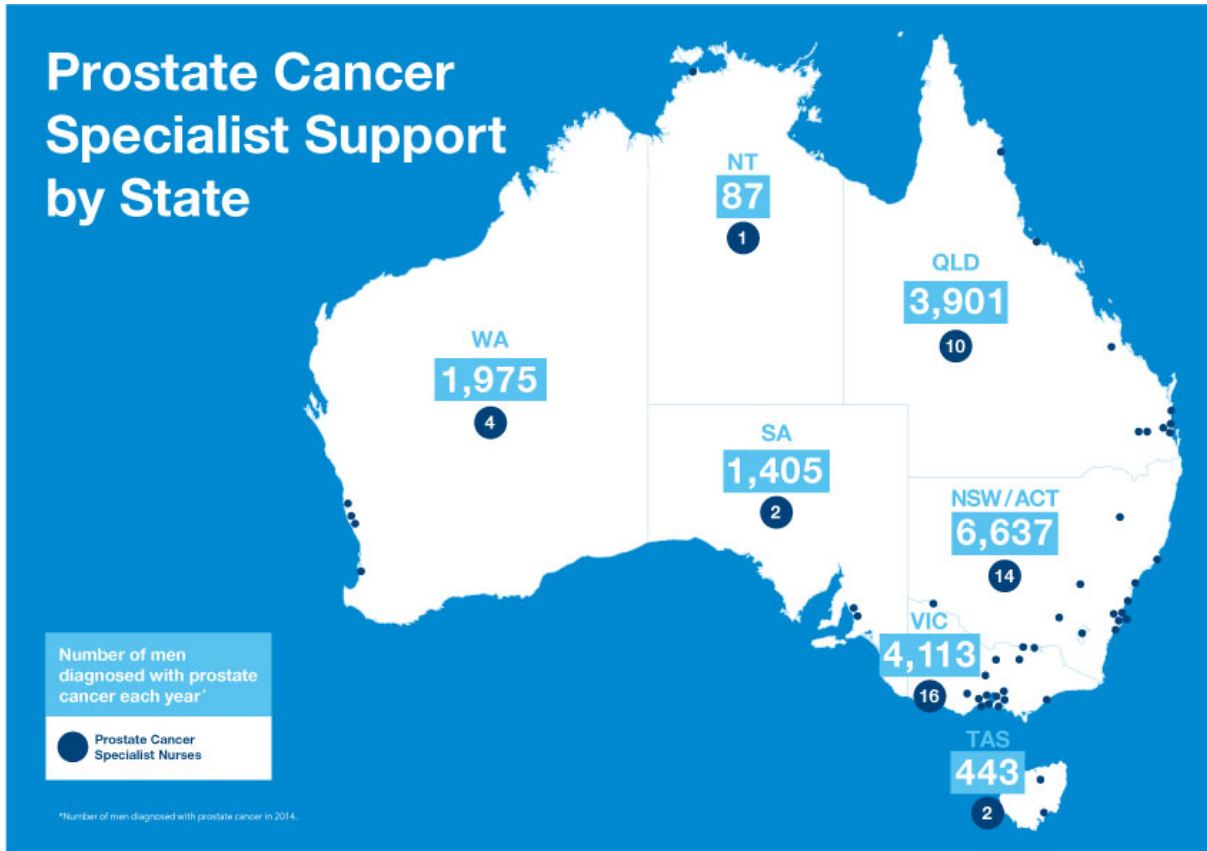 Prostate Cancer
Specialist Support
by State
NT
87
1
QLD
3,901
10
WA
1,975
4
SA
1,405
2
NSW/ACT
6,637
14
VIC
4,113
16
TAS
443
2
Number of men
diagnosed with prostate
cancer each year*
Prostate Cancer
Specialist Nurses
*Number of men diagnosed with prostate cancer in 2014.